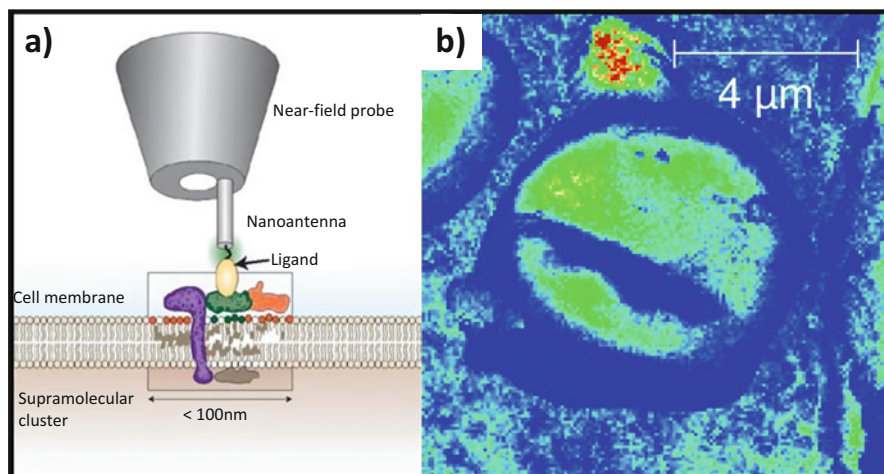 a)
Near-field probe
Nanoantenna
Ligand
Cell membrane
Supramolecular
cluster
< 100nm
b)
4 µm